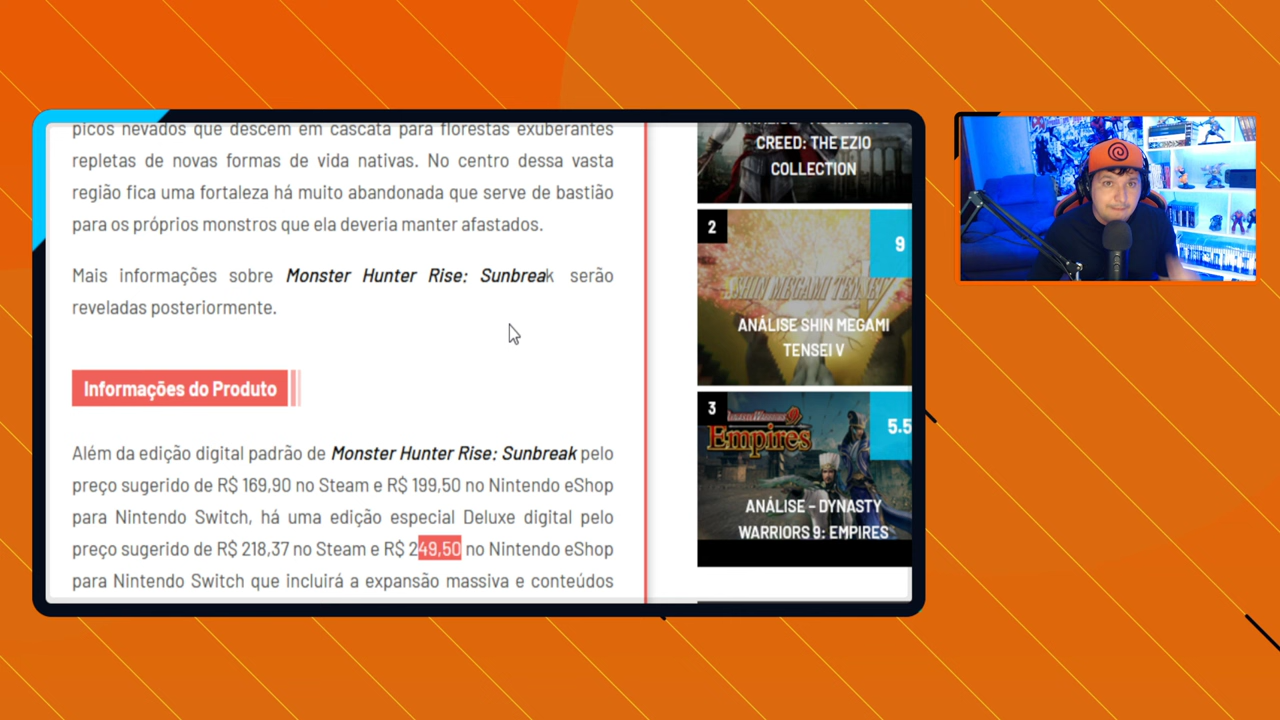 picos nevados que descem em cascata para florestas exuberantes
repletas de novas formas de vida nativas. No centro dessa vasta
região fica uma fortaleza há muito abandonada que serve de bastião
para os próprios monstros que ela deveria manter afastados.
Mais informações sobre Monster Hunter Rise: Sunbreak serão
reveladas posteriormente.
Informações do Produto
Além da edição digital padrão de Monster Hunter Rise: Sunbreak pelo
preço sugerido de R$ 169,90 no Steam e R$ 199,50 no Nintendo eShop
para Nintendo Switch, há uma edição especial Deluxe digital pelo
preço sugerido de R$ 218,37 no Steam e R$ 249,50 no Nintendo eShop
para Nintendo Switch que incluirá a expansão massiva e conteúdos
CREED: THE EZIO
COLLECTION
2
9
SHIN MEGAMI TENSEI V
ANÁLISE SHIN MEGAMI
TENSEI V
3
5.5
Empires
ANÁLISE – DYNASTY
WARRIORS 9: EMPIRES